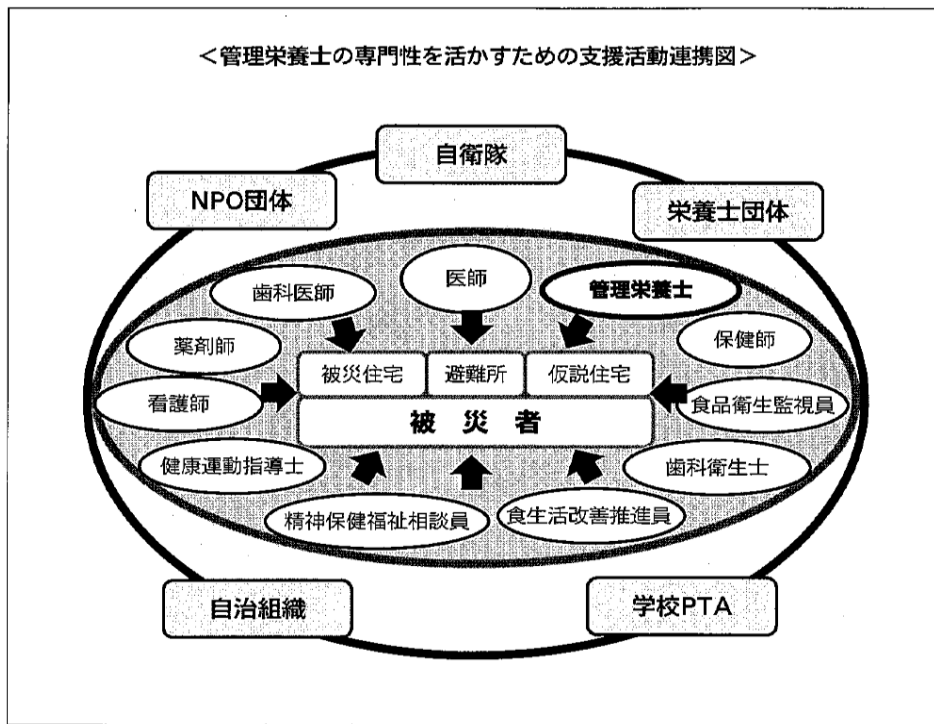 ＜管理栄養士の専門性を活かすための支援活動連携図＞
自衛隊
NPO団体
栄養士団体
医師
歯科医師
管理栄養士
薬剤師
保健師
被災住宅
避難所
仮説住宅
看護師
食品衛生監視員
被災者
健康運動指導士
歯科衛生士
精神保健福祉相談員
食生活改善推進員
自治組織
学校PTA